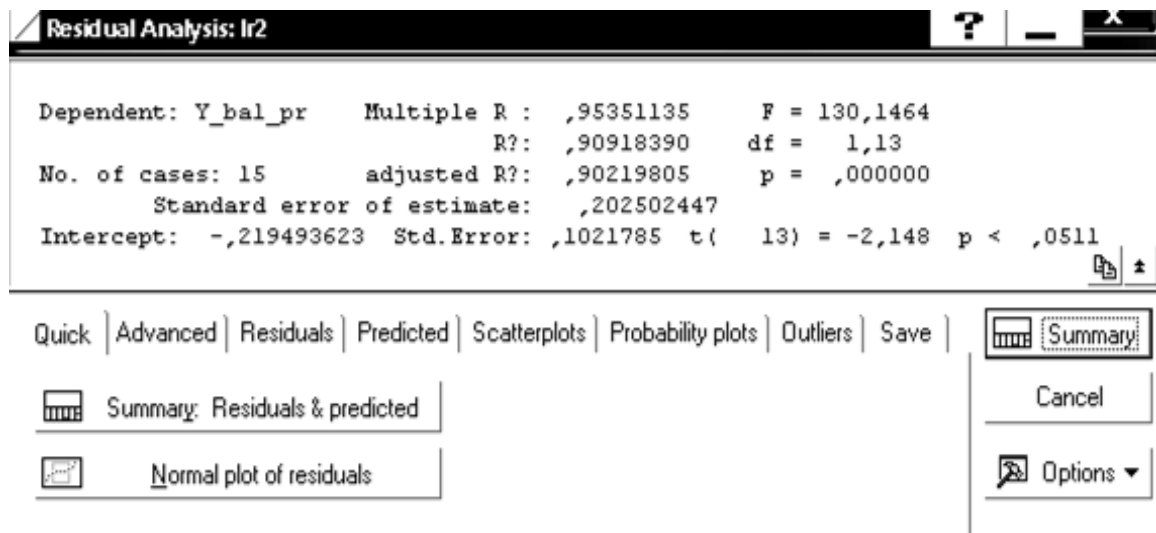 Residual Analysis: lr2 ? _ X
Dependent: Y_bal_pr Multiple R : ,95351135 F = 130,1464
R?: ,90918390 df = 1,13
No. of cases: 15 adjusted R?: ,90219805 p = ,000000
Standard error of estimate: ,202502447
Intercept: -,219493623 Std.Error: ,1021785 t( 13) = -2,148 p < ,0511
Quick Advanced Residuals Predicted Scatterplots Probability plots Outliers Save
Summary
Summary: Residuals & predicted
Cancel
Normal plot of residuals
Options